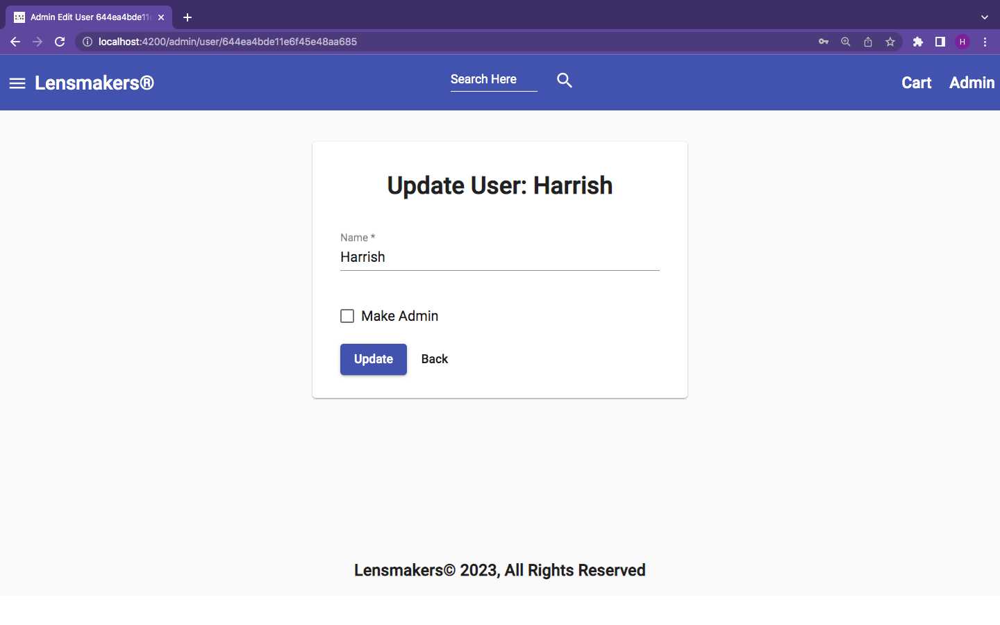 Admin Edit User 644ea4bde11
localhost:4200/admin/user/644ea4bde11e6f45e48aa685
H
Lensmakers®
Search Here
Cart
Admin
Update User: Harrish
Name *
Harrish
Make Admin
Update
Back
Lensmakers© 2023, All Rights Reserved